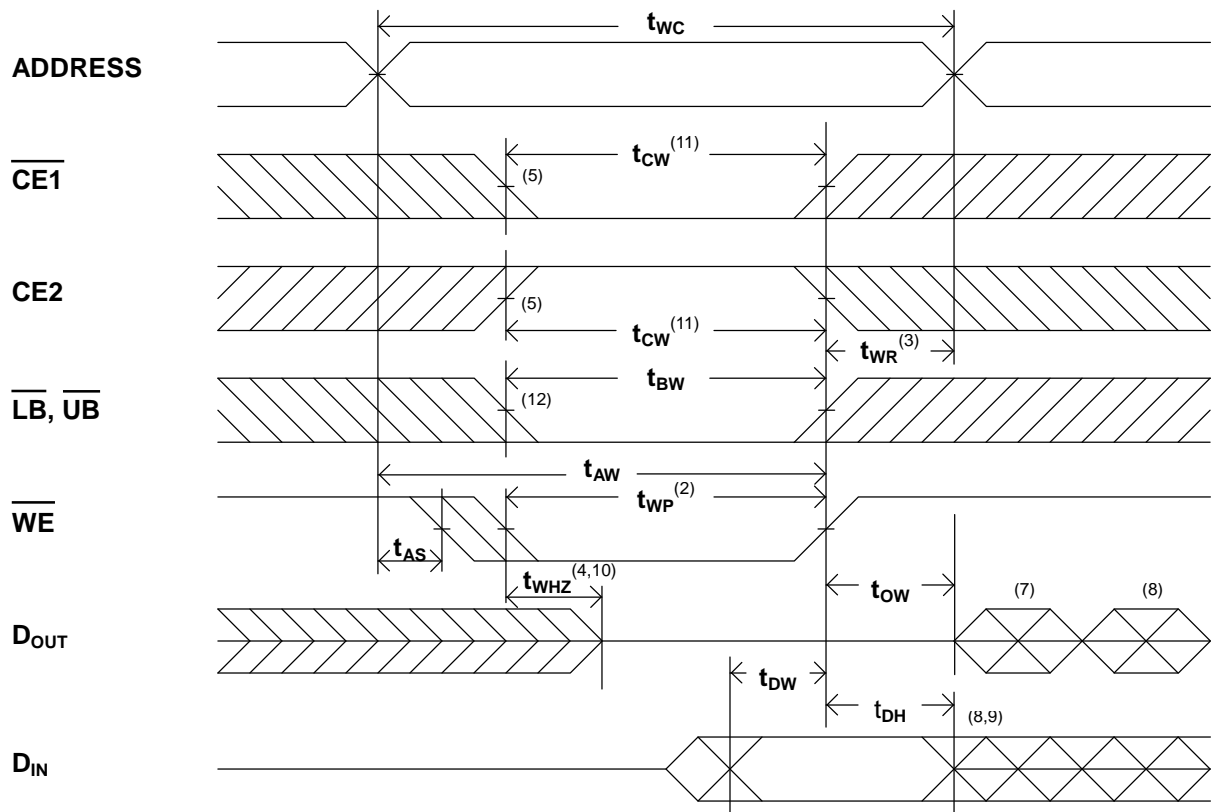 tWC
ADDRESS
tCW(11)
CE1
(5)
CE2
(5)
tCW(11)
tWR(3)
tBW
LB, UB
(12)
tAW
tWP(2)
WE
tAS
tWHZ(4,10)
tOW
(7)
(8)
DOUT
tDW
tDH
(8,9)
DIN